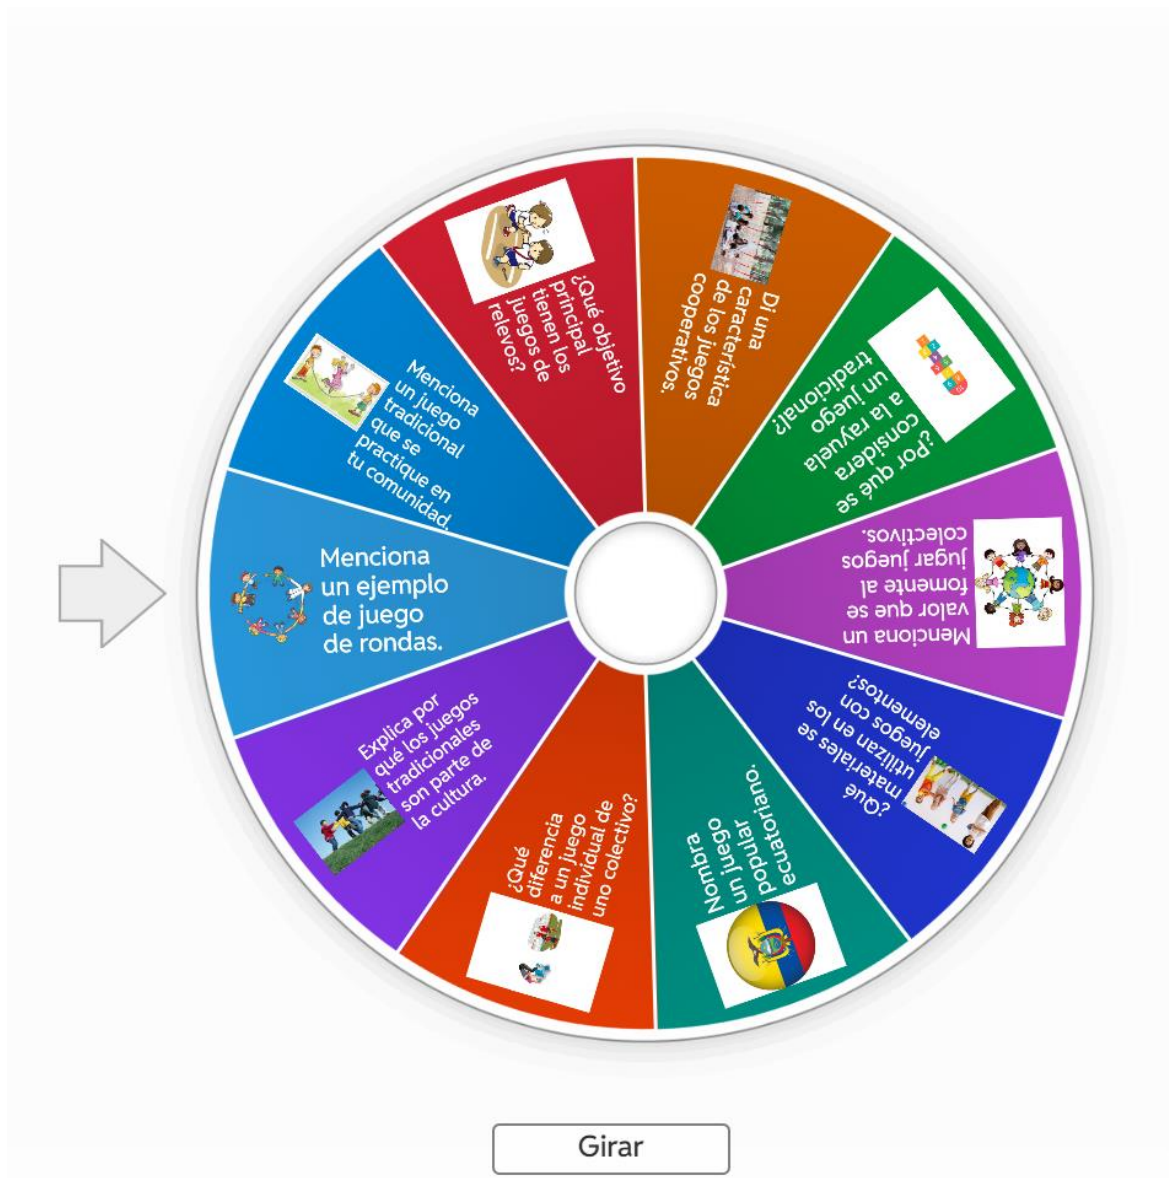 ¿Qué objetivo
principal
tienen los
juegos de
relevos?
Di una
característica
de los juegos
cooperativos.
¿Por qué se
considera
a la rayuela
un juego
tradicional?
Menciona un
valor que se
fomente al
jugar juegos
colectivos.
¿Qué
materiales se
utilizan en los
juegos con
elementos?
Nombra
un juego
popular
ecuatoriano.
¿Qué
diferencia
a un juego
individual de
uno colectivo?
Explica por
qué los juegos
tradicionales
son parte de
la cultura.
Menciona
un ejemplo
de juego
de rondas.
Menciona
un juego
tradicional
que se
practique en
tu comunidad.
Girar